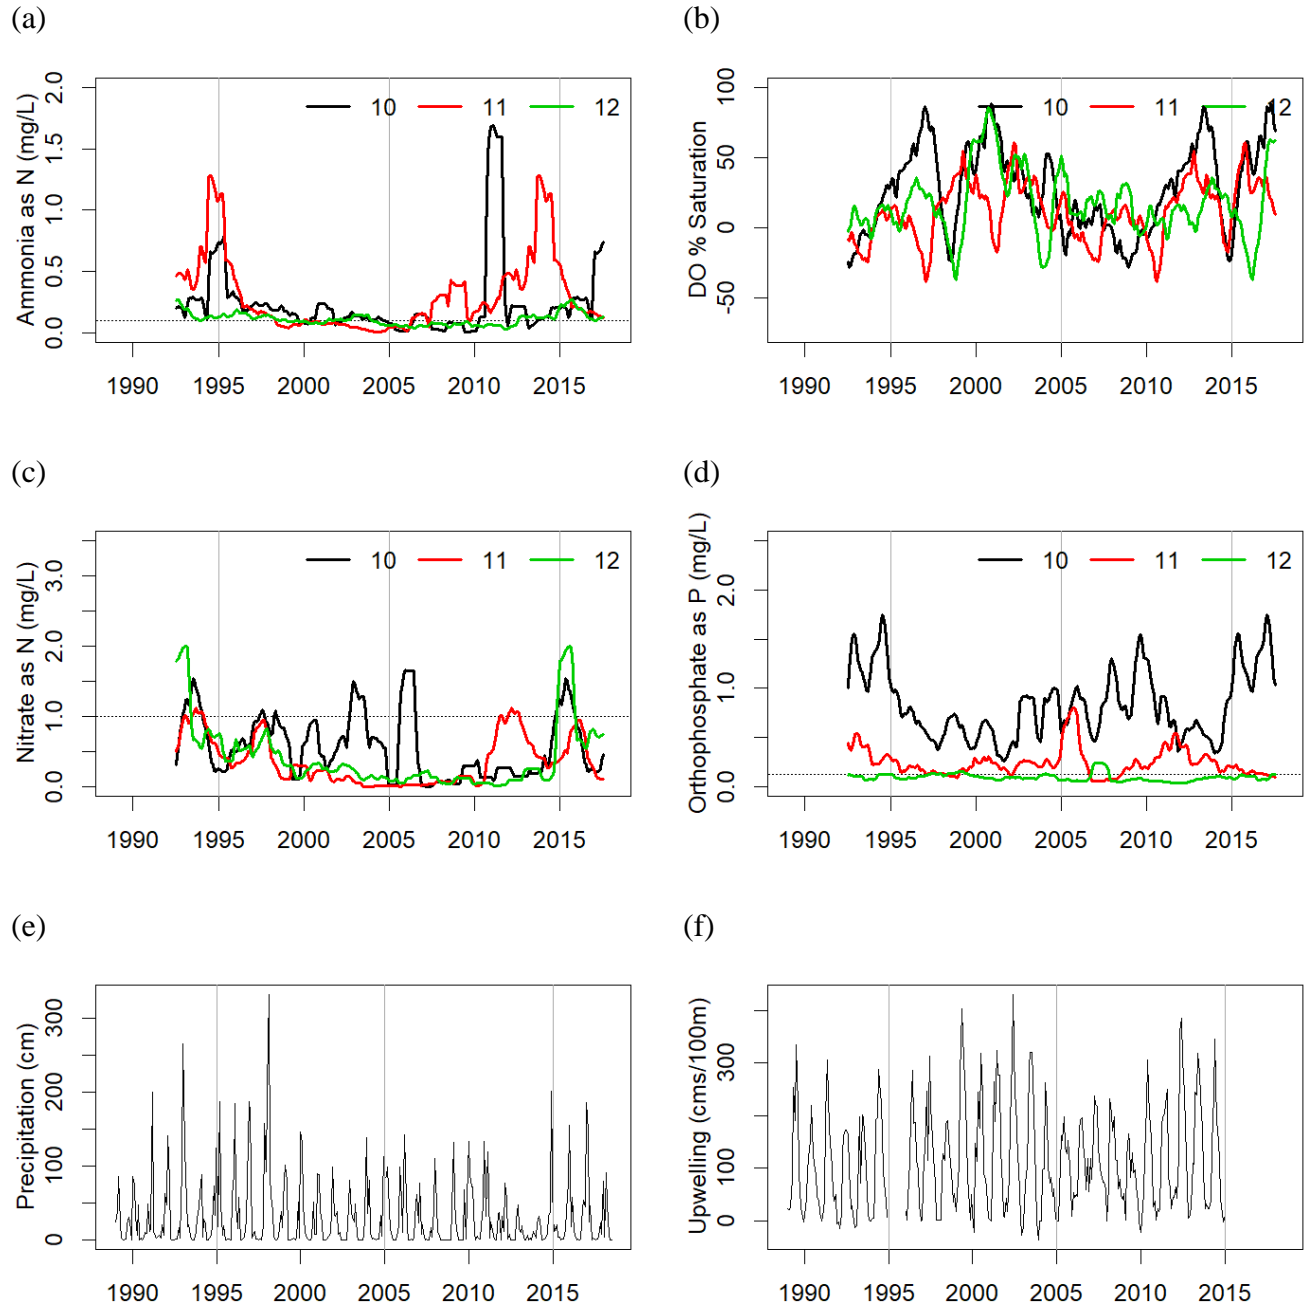 (a)
(b)
Ammonia as N (mg/L)
0.0 0.5 1.0 1.5 2.0
10 11 12
1990 1995 2000 2005 2010 2015
DO % Saturation
-50 0 50 100
10 11 12
1990 1995 2000 2005 2010 2015
(c)
(d)
Nitrate as N (mg/L)
0.0 1.0 2.0 3.0
10 11 12
1990 1995 2000 2005 2010 2015
Orthophosphate as P (mg/L)
0.0 1.0 2.0
10 11 12
1990 1995 2000 2005 2010 2015
(e)
(f)
Precipitation (cm)
0 100 200 300
1990 1995 2000 2005 2010 2015
Upwelling (cms/100m)
0 100 300
1990 1995 2000 2005 2010 2015